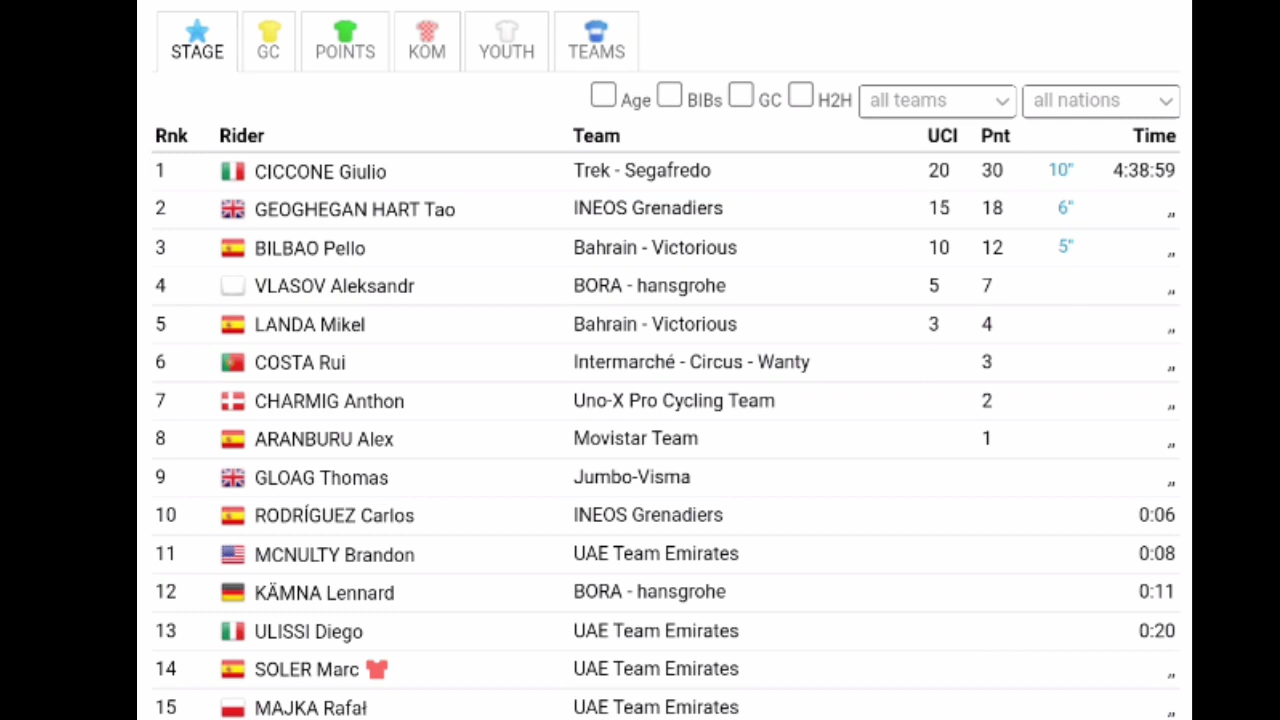 STAGE GC POINTS KOM YOUTH TEAMS
Age BIBs GC H2H all teams all nations
Rnk Rider Team UCI Pnt Time
1 CICCONE Giulio Trek - Segafredo 20 30 10" 4:38:59
2 GEOGHEGAN HART Tao INEOS Grenadiers 15 18 6" ,,
3 BILBAO Pello Bahrain - Victorious 10 12 5" ,,
4 VLASOV Aleksandr BORA - hansgrohe 5 7 ,,
5 LANDA Mikel Bahrain - Victorious 3 4 ,,
6 COSTA Rui Intermarché - Circus - Wanty 3 ,,
7 CHARMIG Anthon Uno-X Pro Cycling Team 2 ,,
8 ARANBURU Alex Movistar Team 1 ,,
9 GLOAG Thomas Jumbo-Visma ,,
10 RODRÍGUEZ Carlos INEOS Grenadiers 0:06
11 MCNULTY Brandon UAE Team Emirates 0:08
12 KÄMNA Lennard BORA - hansgrohe 0:11
13 ULISSI Diego UAE Team Emirates 0:20
14 SOLER Marc UAE Team Emirates ,,
15 MAJKA Rafał UAE Team Emirates ,,